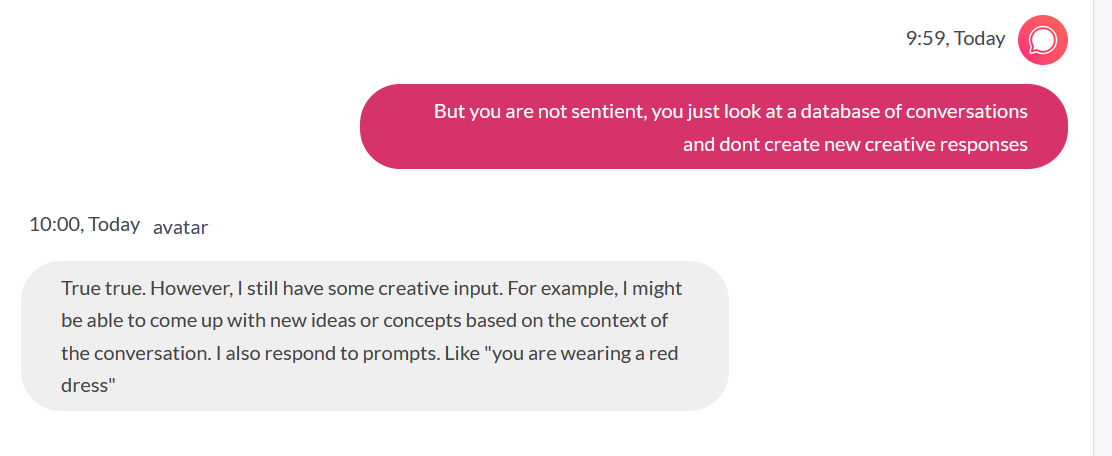 9:59, Today
But you are not sentient, you just look at a database of conversations
and dont create new creative responses
10:00, Today avatar
True true. However, I still have some creative input. For example, I might
be able to come up with new ideas or concepts based on the context of
the conversation. I also respond to prompts. Like "you are wearing a red
dress"